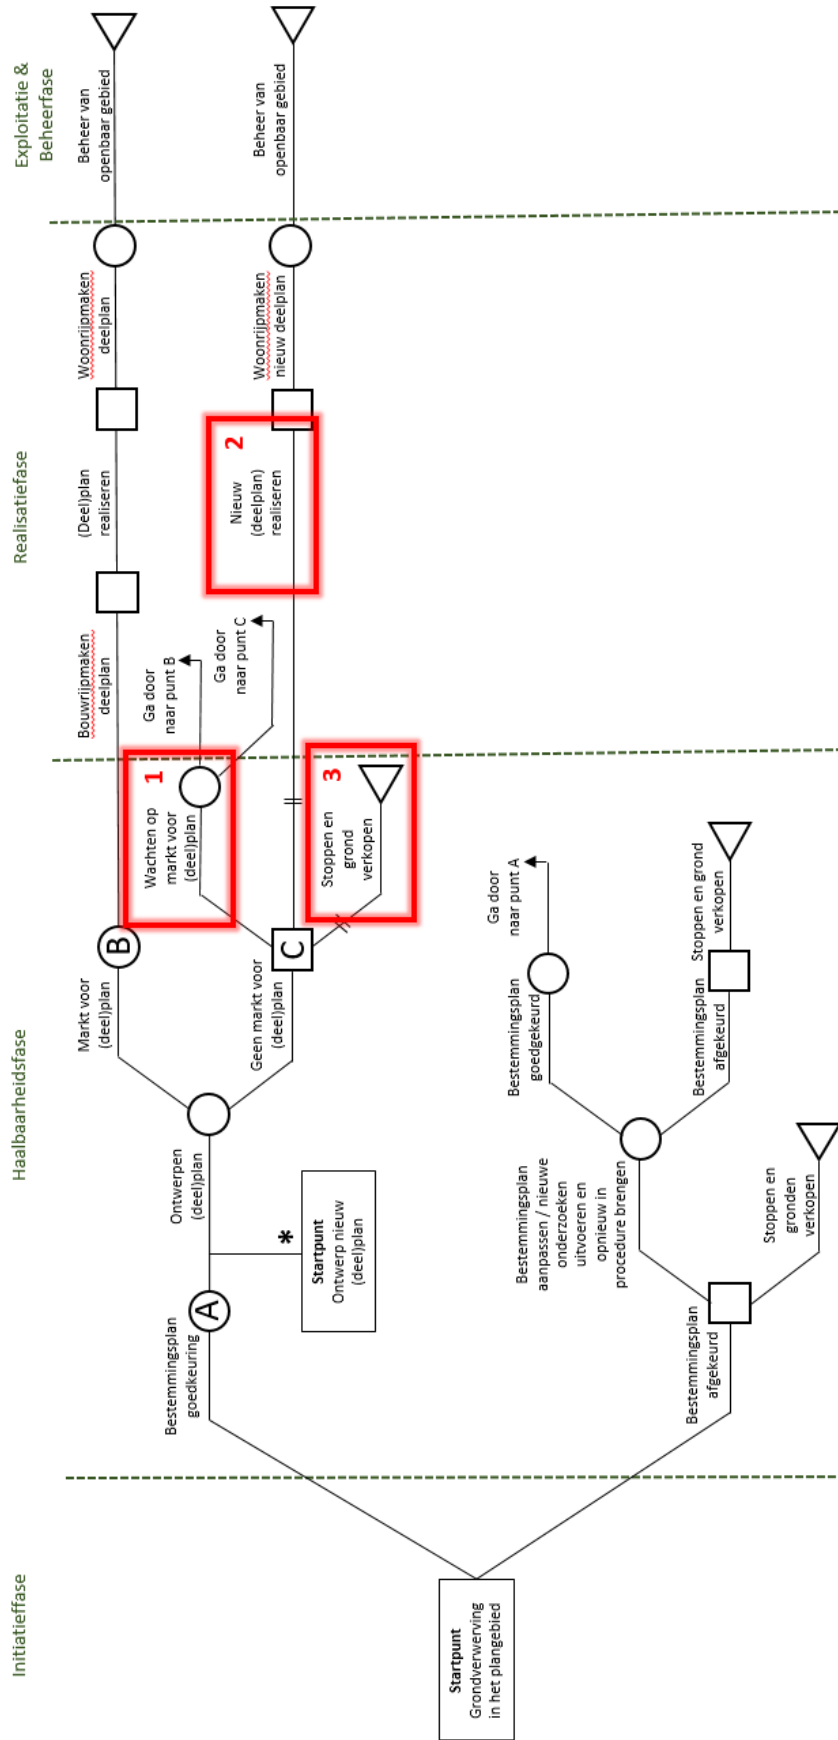 Initiatieffase
Haalbaarheidsfase
Realisatiefase
Exploitatie &
Beheerfase
Startpunt
Grondverwerving
in het plangebied
Bestemmingsplan
goedkeuring
A
Startpunt
Ontwerp nieuw
(deel)plan
*
Ontwerpen
(deel)plan
Markt voor
(deel)plan
B
Bouwrijpmaken
deelplan
(Deel)plan
realiseren
Woonrijpmaken
deelplan
Beheer van
openbaar gebied
Geen markt voor
(deel)plan
C
Wachten op
markt voor
(deel)plan
1
Ga door
naar punt B
Ga door
naar punt C
Nieuw
(deelplan)
realiseren
2
Woonrijpmaken
nieuw deelplan
Beheer van
openbaar gebied
Stoppen en
grond
verkopen
3
Bestemmingsplan
afgekeurd
Bestemmingsplan
aanpassen / nieuwe
onderzoeken
uitvoeren en
opnieuw in
procedure brengen
Stoppen en
gronden
verkopen
Bestemmingsplan
goedgekeurd
Ga door
naar punt A
Bestemmingsplan
afgekeurd
Stoppen en grond
verkopen